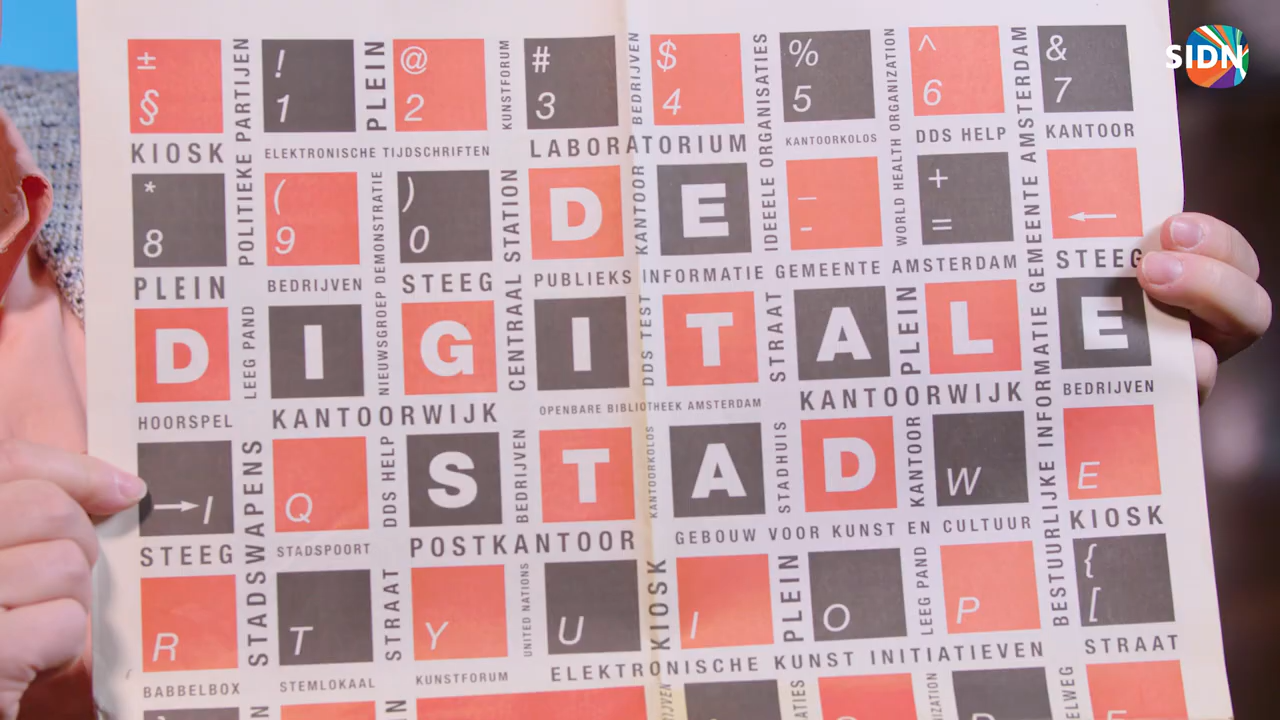 SIDN
± ! @ # $ % ^ &
§ 1 2 3 4 5 6 7
POLITIEKE PARTIJEN
PLEIN
KUNSTFORUM
BEDRIJVEN
IDEEELE ORGANISATIES
WORLD HEALTH ORGANIZATION
BESTUURLIJKE INFORMATIE GEMEENTE AMSTERDAM
KIOSK
ELEKTRONISCHE TIJDSCHRIFTEN
LABORATORIUM
KANTOORKOLOS
DDS HELP
KANTOOR
* ( ) D E _ + ←
8 9 0 - =
NIEUWSGROEP DEMONSTRATIE
CENTRAAL STATION
KANTOOR
PLEIN
BEDRIJVEN
STEEG
PUBLIEKS INFORMATIE GEMEENTE AMSTERDAM
STEEG
D I G I T A L E
LEEG PAND
DDS TEST
STRAAT
PLEIN
HOORSPEL
KANTOORWIJK
OPENBARE BIBLIOTHEEK AMSTERDAM
KANTOORWIJK
BEDRIJVEN
→I Q S T A D W E
STADSWAPENS
DDS HELP
BEDRIJVEN
KANTOORKOLOS
STADHUIS
KANTOOR
STEEG
STADSPOORT
POSTKANTOOR
GEBOUW VOOR KUNST EN CULTUUR
KIOSK
R T Y U I O P { [
STRAAT
UNITED NATIONS
KIOSK
PLEIN
LEEG PAND
BABBELBOX
STEMLOKAAL
KUNSTFORUM
ELEKTRONISCHE KUNST INITIATIEVEN
STRAAT